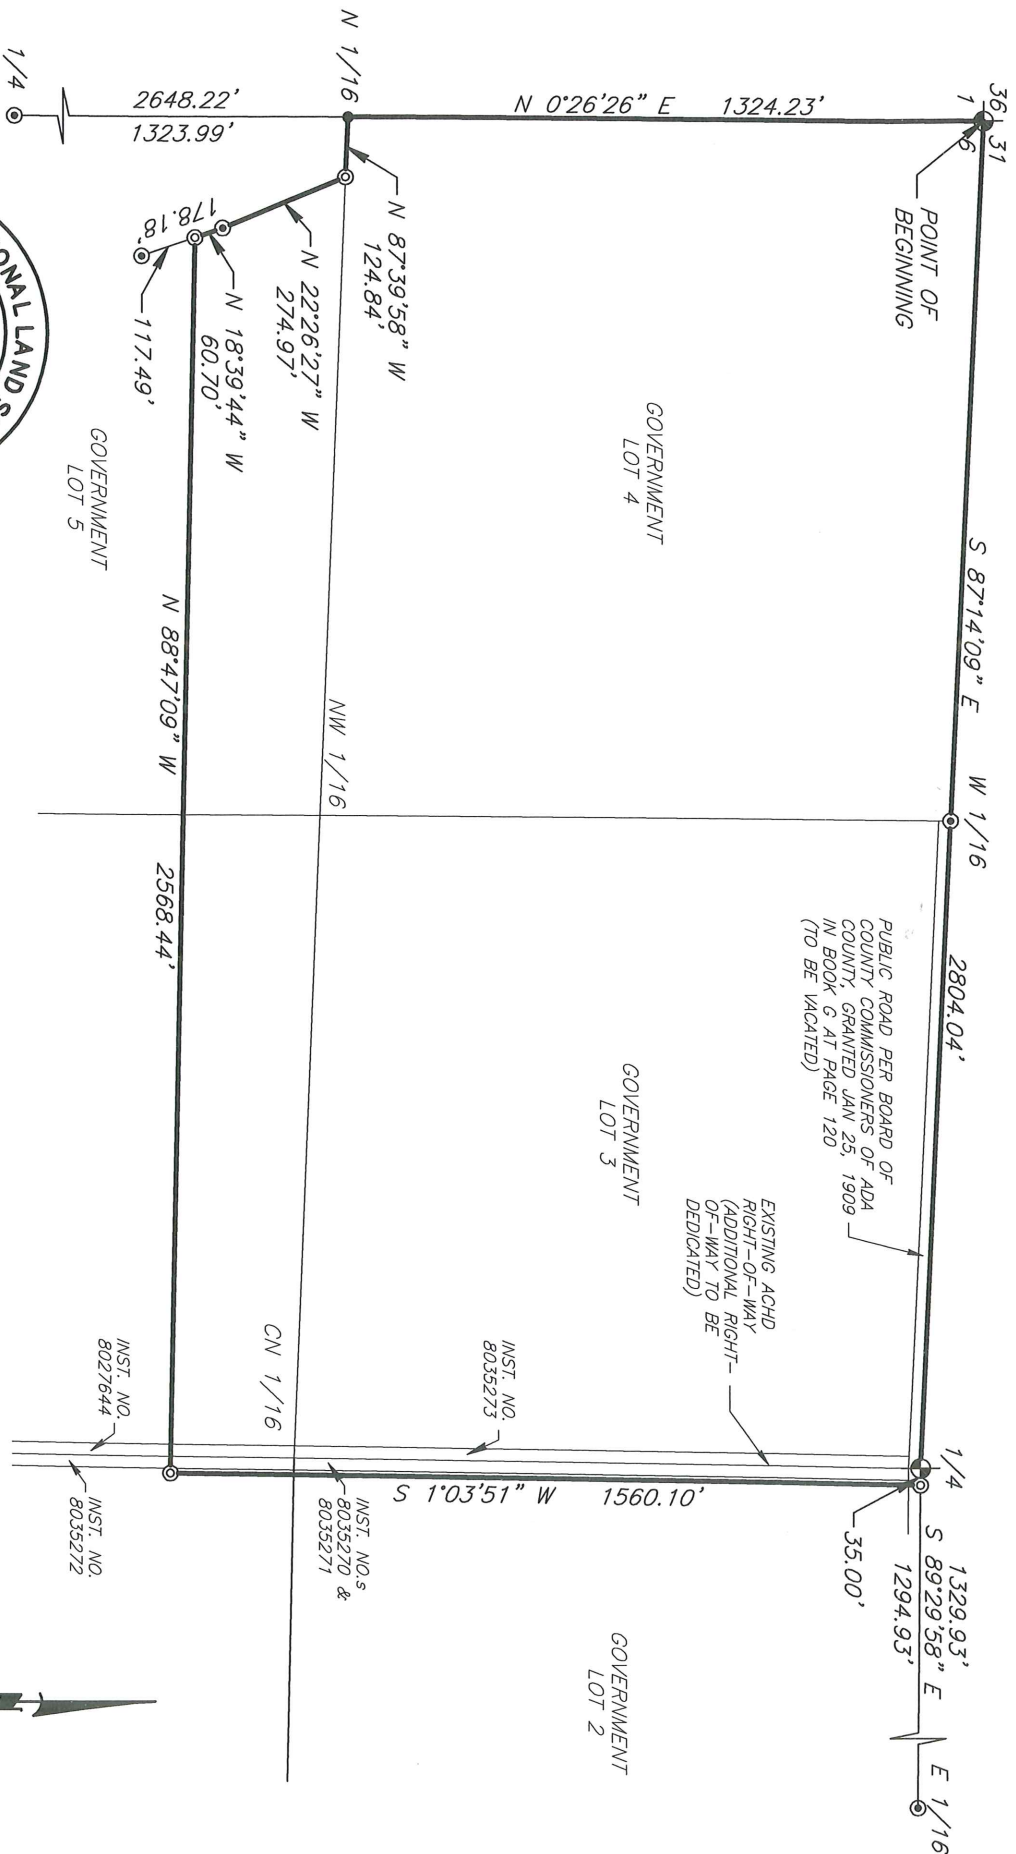 36
31
1
6
POINT OF
BEGINNING
S 87°14'09" E
2804.04'
W 1/16
1/4
1329.93'
S 89°29'58" E
1294.93'
E 1/16
35.00'
N 0°26'26" E 1324.23'
N 1/16
2648.22'
1323.99'
1/4
N 87°39'58" W
124.84'
N 22°26'27" W
274.97'
N 18°39'44" W
60.70'
178.18'
117.49'
GOVERNMENT
LOT 4
GOVERNMENT
LOT 3
GOVERNMENT
LOT 2
GOVERNMENT
LOT 5
PUBLIC ROAD PER BOARD OF
COUNTY COMMISSIONERS OF ADA
COUNTY, GRANTED JAN 25, 1909
IN BOOK G AT PAGE 120
(TO BE VACATED)
EXISTING ACHD
RIGHT-OF-WAY
(ADDITIONAL RIGHT-
OF-WAY TO BE
DEDICATED)
INST. NO.
8035273
S 1°03'51" W 1560.10'
NW 1/16
CN 1/16
INST. NO.s
8035270 &
8035271
N 88°47'09" W
2568.44'
INST. NO.
8027644
INST. NO.
8035272
ONAL LAND S